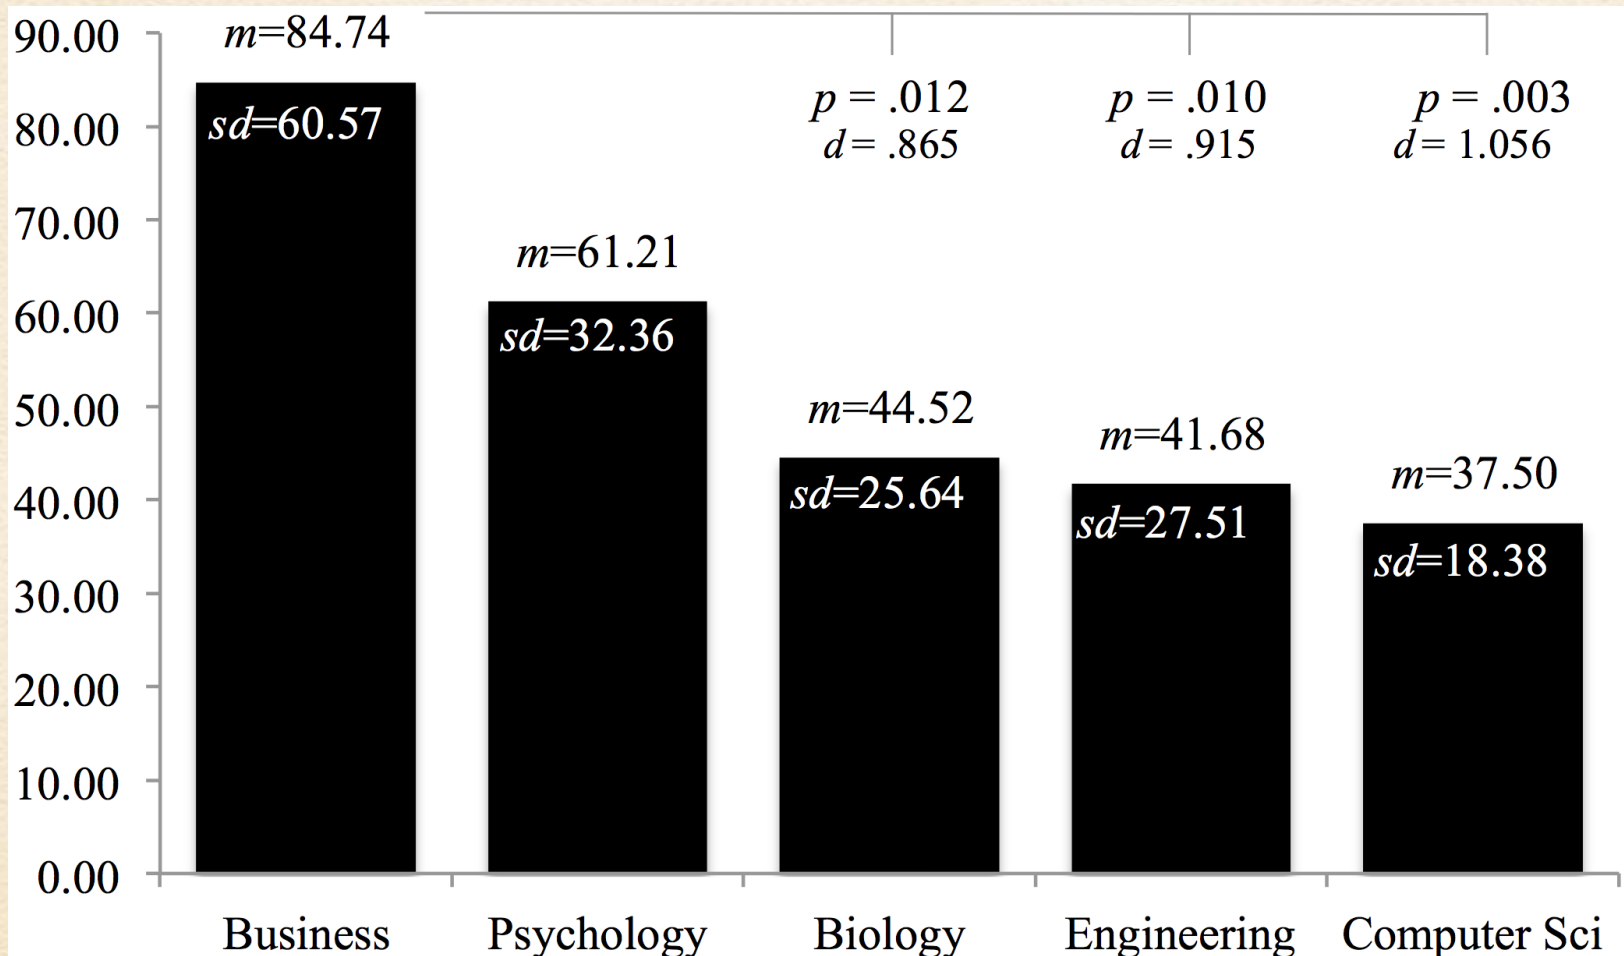 90.00
80.00
70.00
60.00
50.00
40.00
30.00
20.00
10.00
0.00
m=84.74
sd=60.57
m=61.21
sd=32.36
m=44.52
sd=25.64
m=41.68
sd=27.51
m=37.50
sd=18.38
p = .012
d= .865
p = .010
d= .915
p = .003
d= 1.056
Business
Psychology
Biology
Engineering
Computer Sci